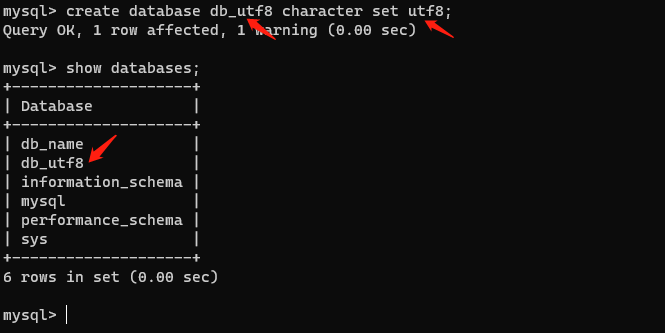 mysql> create database db_utf8 character set utf8;
Query OK, 1 row affected, 1 warning (0.00 sec)
mysql> show databases;
+--------------------+
| Database           |
+--------------------+
| db_name            |
| db_utf8            |
| information_schema |
| mysql              |
| performance_schema |
| sys                |
+--------------------+
6 rows in set (0.00 sec)
mysql>